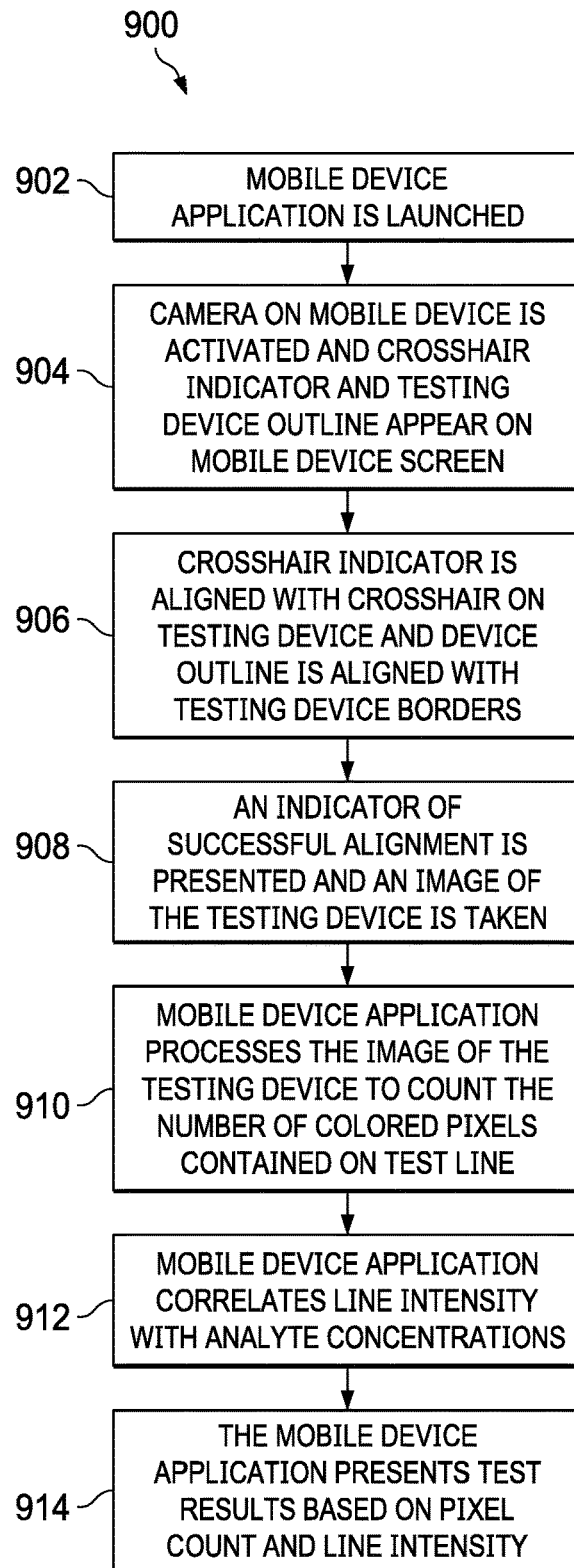 900
902
MOBILE DEVICE
APPLICATION IS LAUNCHED
904
CAMERA ON MOBILE DEVICE IS
ACTIVATED AND CROSSHAIR
INDICATOR AND TESTING
DEVICE OUTLINE APPEAR ON
MOBILE DEVICE SCREEN
906
CROSSHAIR INDICATOR IS
ALIGNED WITH CROSSHAIR ON
TESTING DEVICE AND DEVICE
OUTLINE IS ALIGNED WITH
TESTING DEVICE BORDERS
908
AN INDICATOR OF
SUCCESSFUL ALIGNMENT IS
PRESENTED AND AN IMAGE OF
THE TESTING DEVICE IS TAKEN
910
MOBILE DEVICE APPLICATION
PROCESSES THE IMAGE OF THE
TESTING DEVICE TO COUNT THE
NUMBER OF COLORED PIXELS
CONTAINED ON TEST LINE
912
MOBILE DEVICE APPLICATION
CORRELATES LINE INTENSITY
WITH ANALYTE CONCENTRATIONS
914
THE MOBILE DEVICE
APPLICATION PRESENTS TEST
RESULTS BASED ON PIXEL
COUNT AND LINE INTENSITY